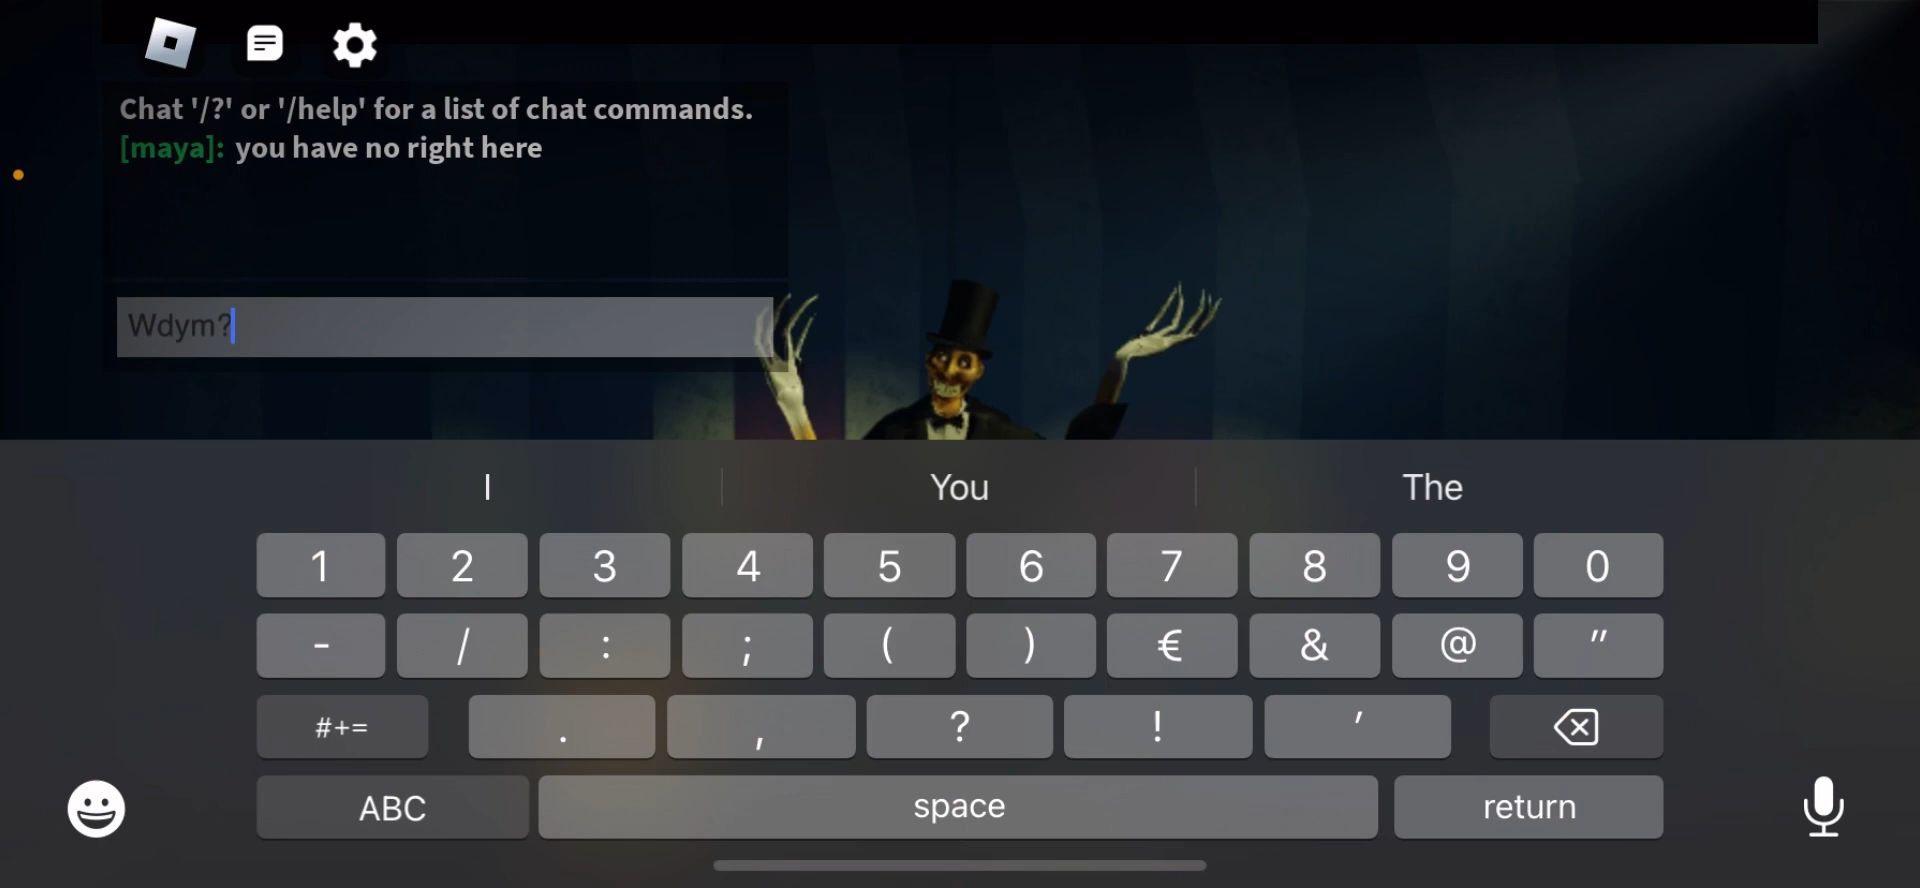 Chat '/?' or '/help' for a list of chat commands.
[maya]: you have no right here
Wdym?
I You The
1 2 3 4 5 6 7 8 9 0
- / : ; ( ) € & @ "
#+= . , ? ! '
ABC space return